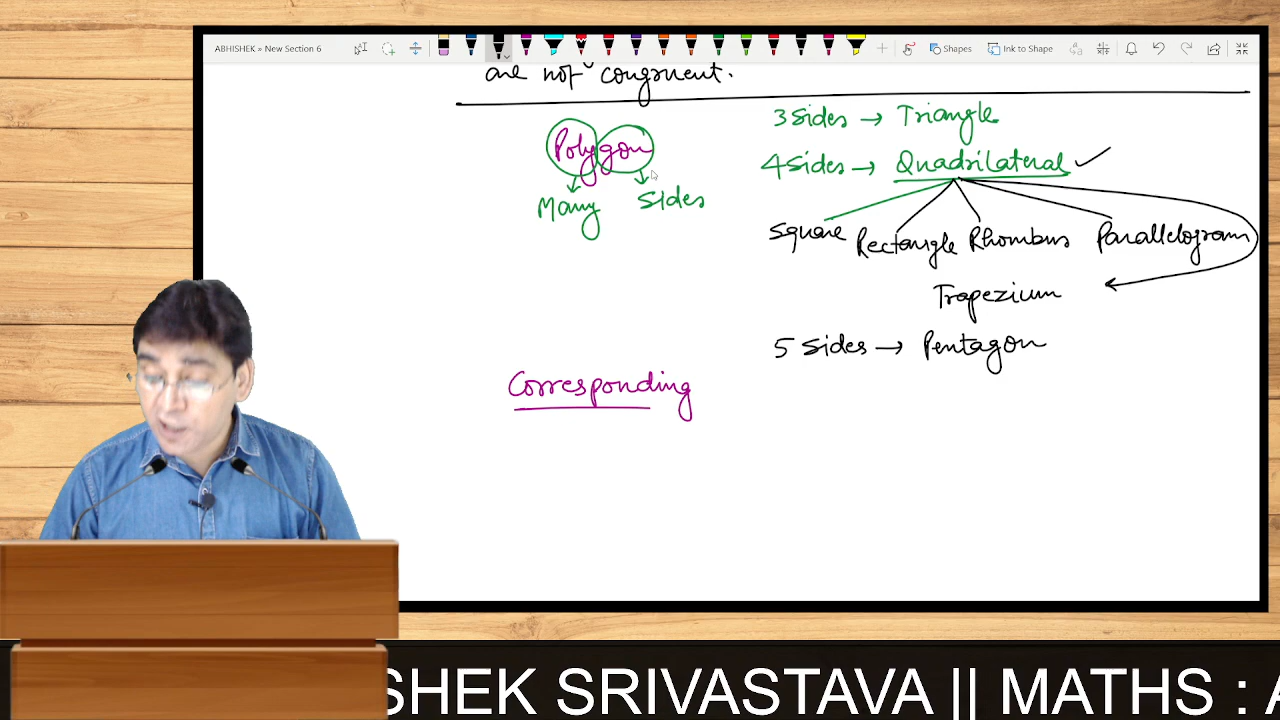 ABHISHEK » New Section 6
Shapes
Ink to Shape
are not congruent.
Polygon
Many
Sides
3 Sides → Triangle
4 Sides → Quadrilateral ✓
Square Rectangle Rhombus Parallelogram
Trapezium
5 Sides → Pentagon
Corresponding
SHEK SRIVASTAVA || MATHS : A